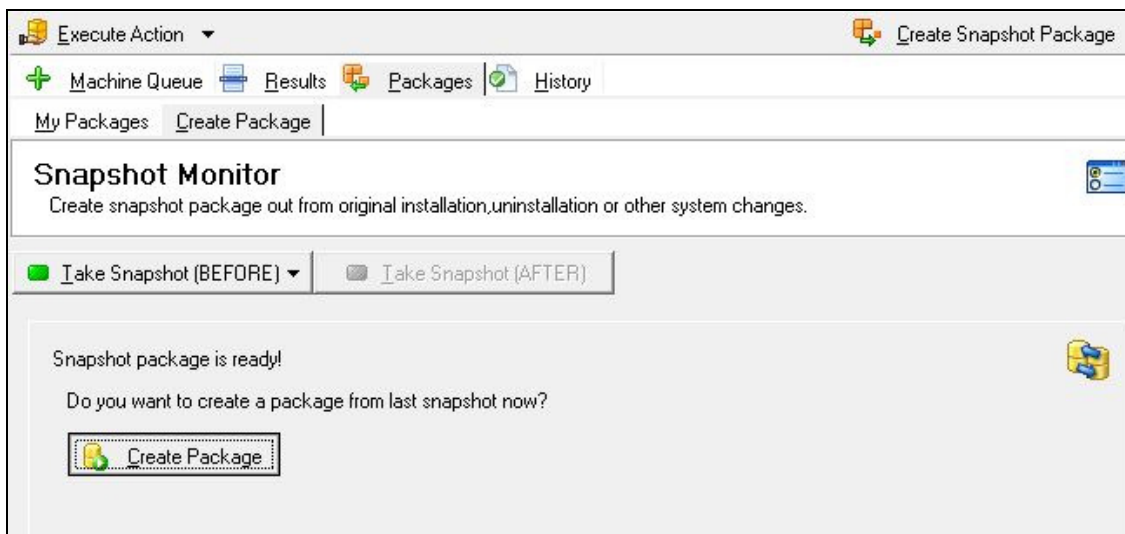 Execute Action Create Snapshot Package
Machine Queue Results Packages History
My Packages Create Package
Snapshot Monitor
Create snapshot package out from original installation,uninstallation or other system changes.
Take Snapshot (BEFORE) Take Snapshot (AFTER)
Snapshot package is ready!
Do you want to create a package from last snapshot now?
Create Package